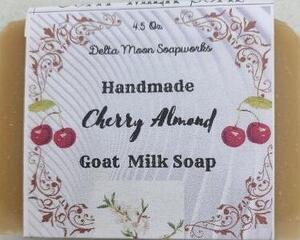 4.5 Oz.
Delta Moon Soapworks
Handmade
Cherry Almond
Goat Milk Soap